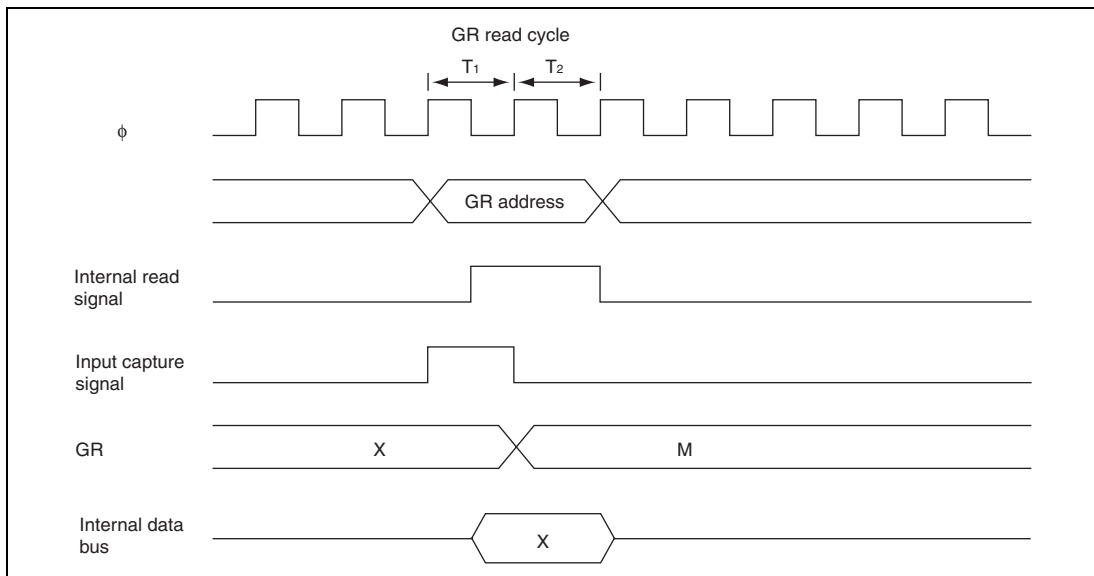 GR read cycle
T1 T2
ϕ
GR address
Internal read
signal
Input capture
signal
GR X M
Internal data
bus X